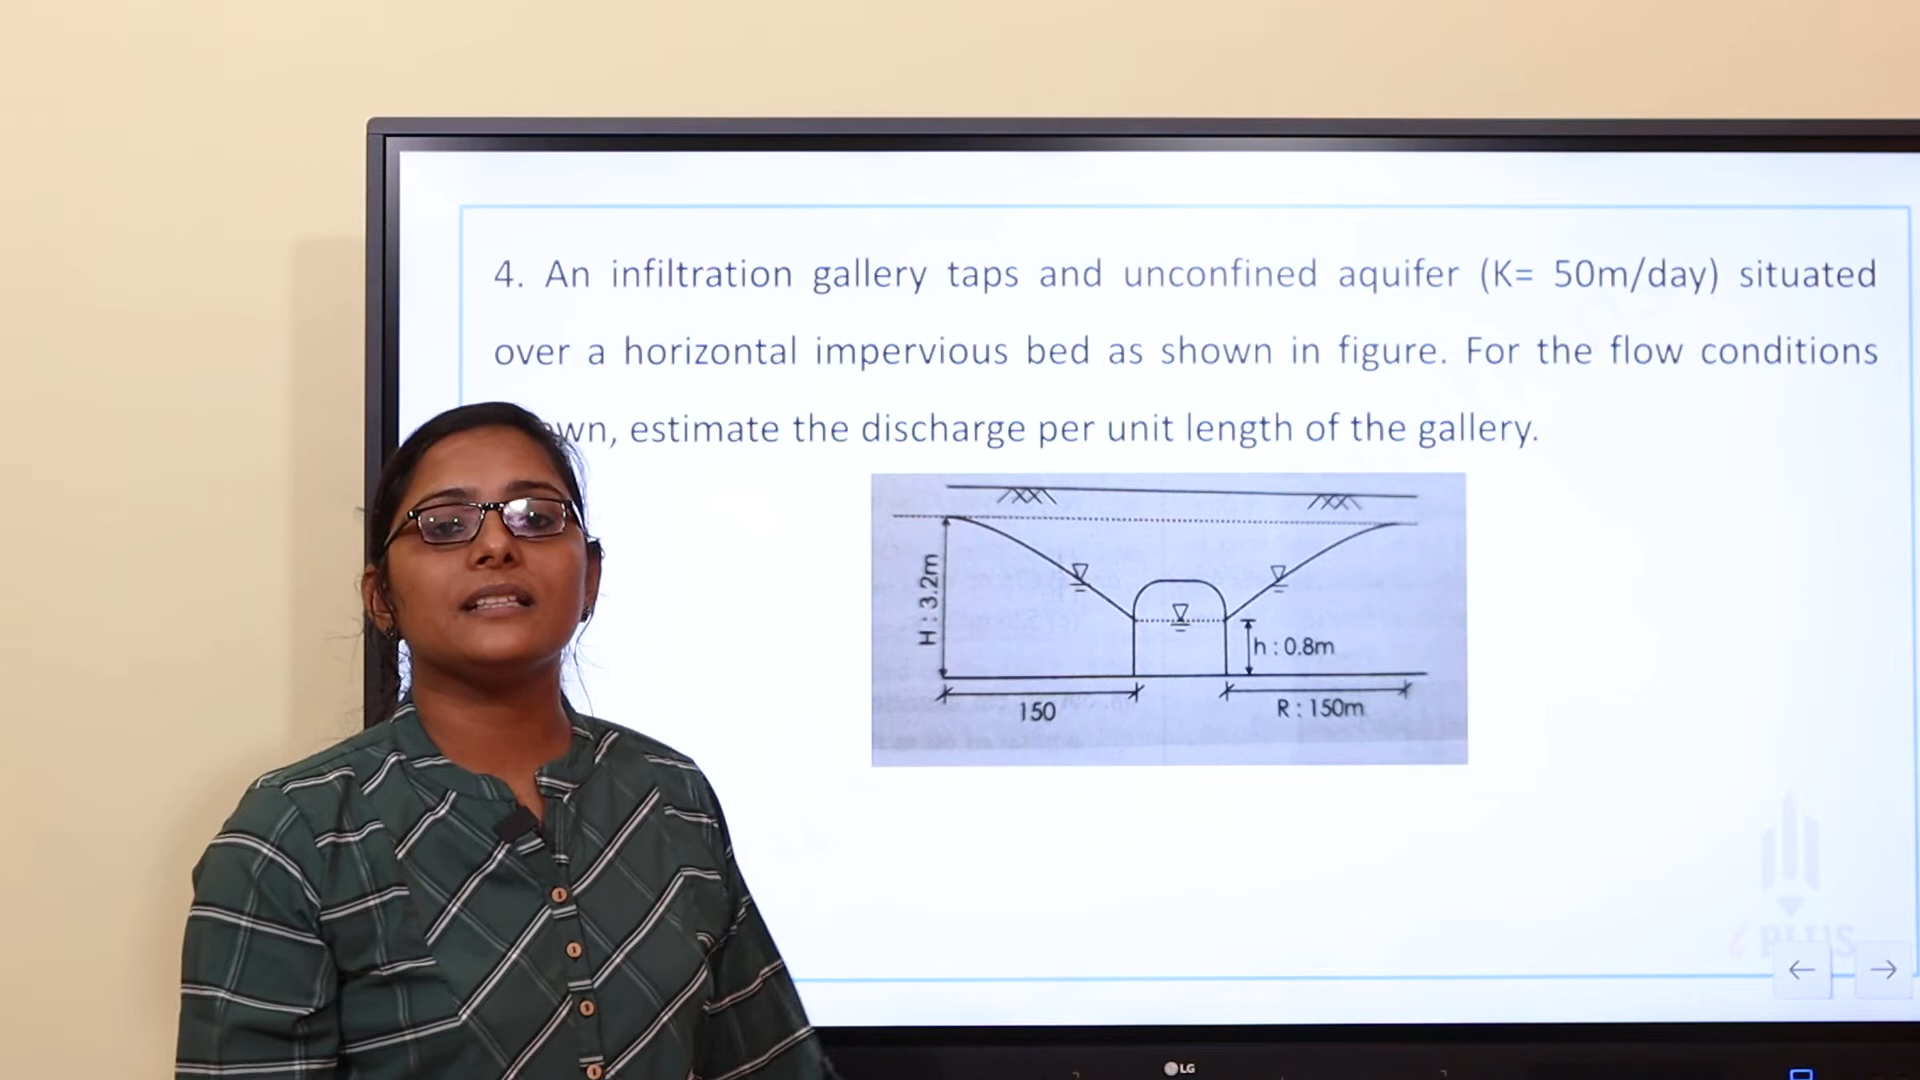 4. An infiltration gallery taps and unconfined aquifer (K= 50m/day) situated
over a horizontal impervious bed as shown in figure. For the flow conditions
estimate the discharge per unit length of the gallery.
H : 3.2m
h : 0.8m
150
R : 150m
i PLUS
LG